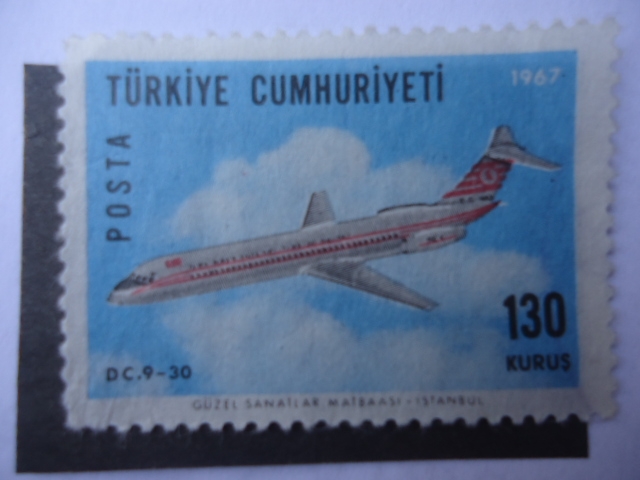 TÜRKİYE CUMHURİYETİ
1967
POSTA
130
KURUŞ
DC.9-30
GÜZEL SANATLAR MATBAASI - İSTANBUL